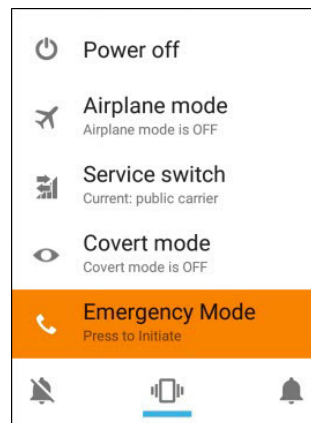 Power off
Airplane mode
Airplane mode is OFF
Service switch
Current: public carrier
Covert mode
Covert mode is OFF
Emergency Mode
Press to Initiate